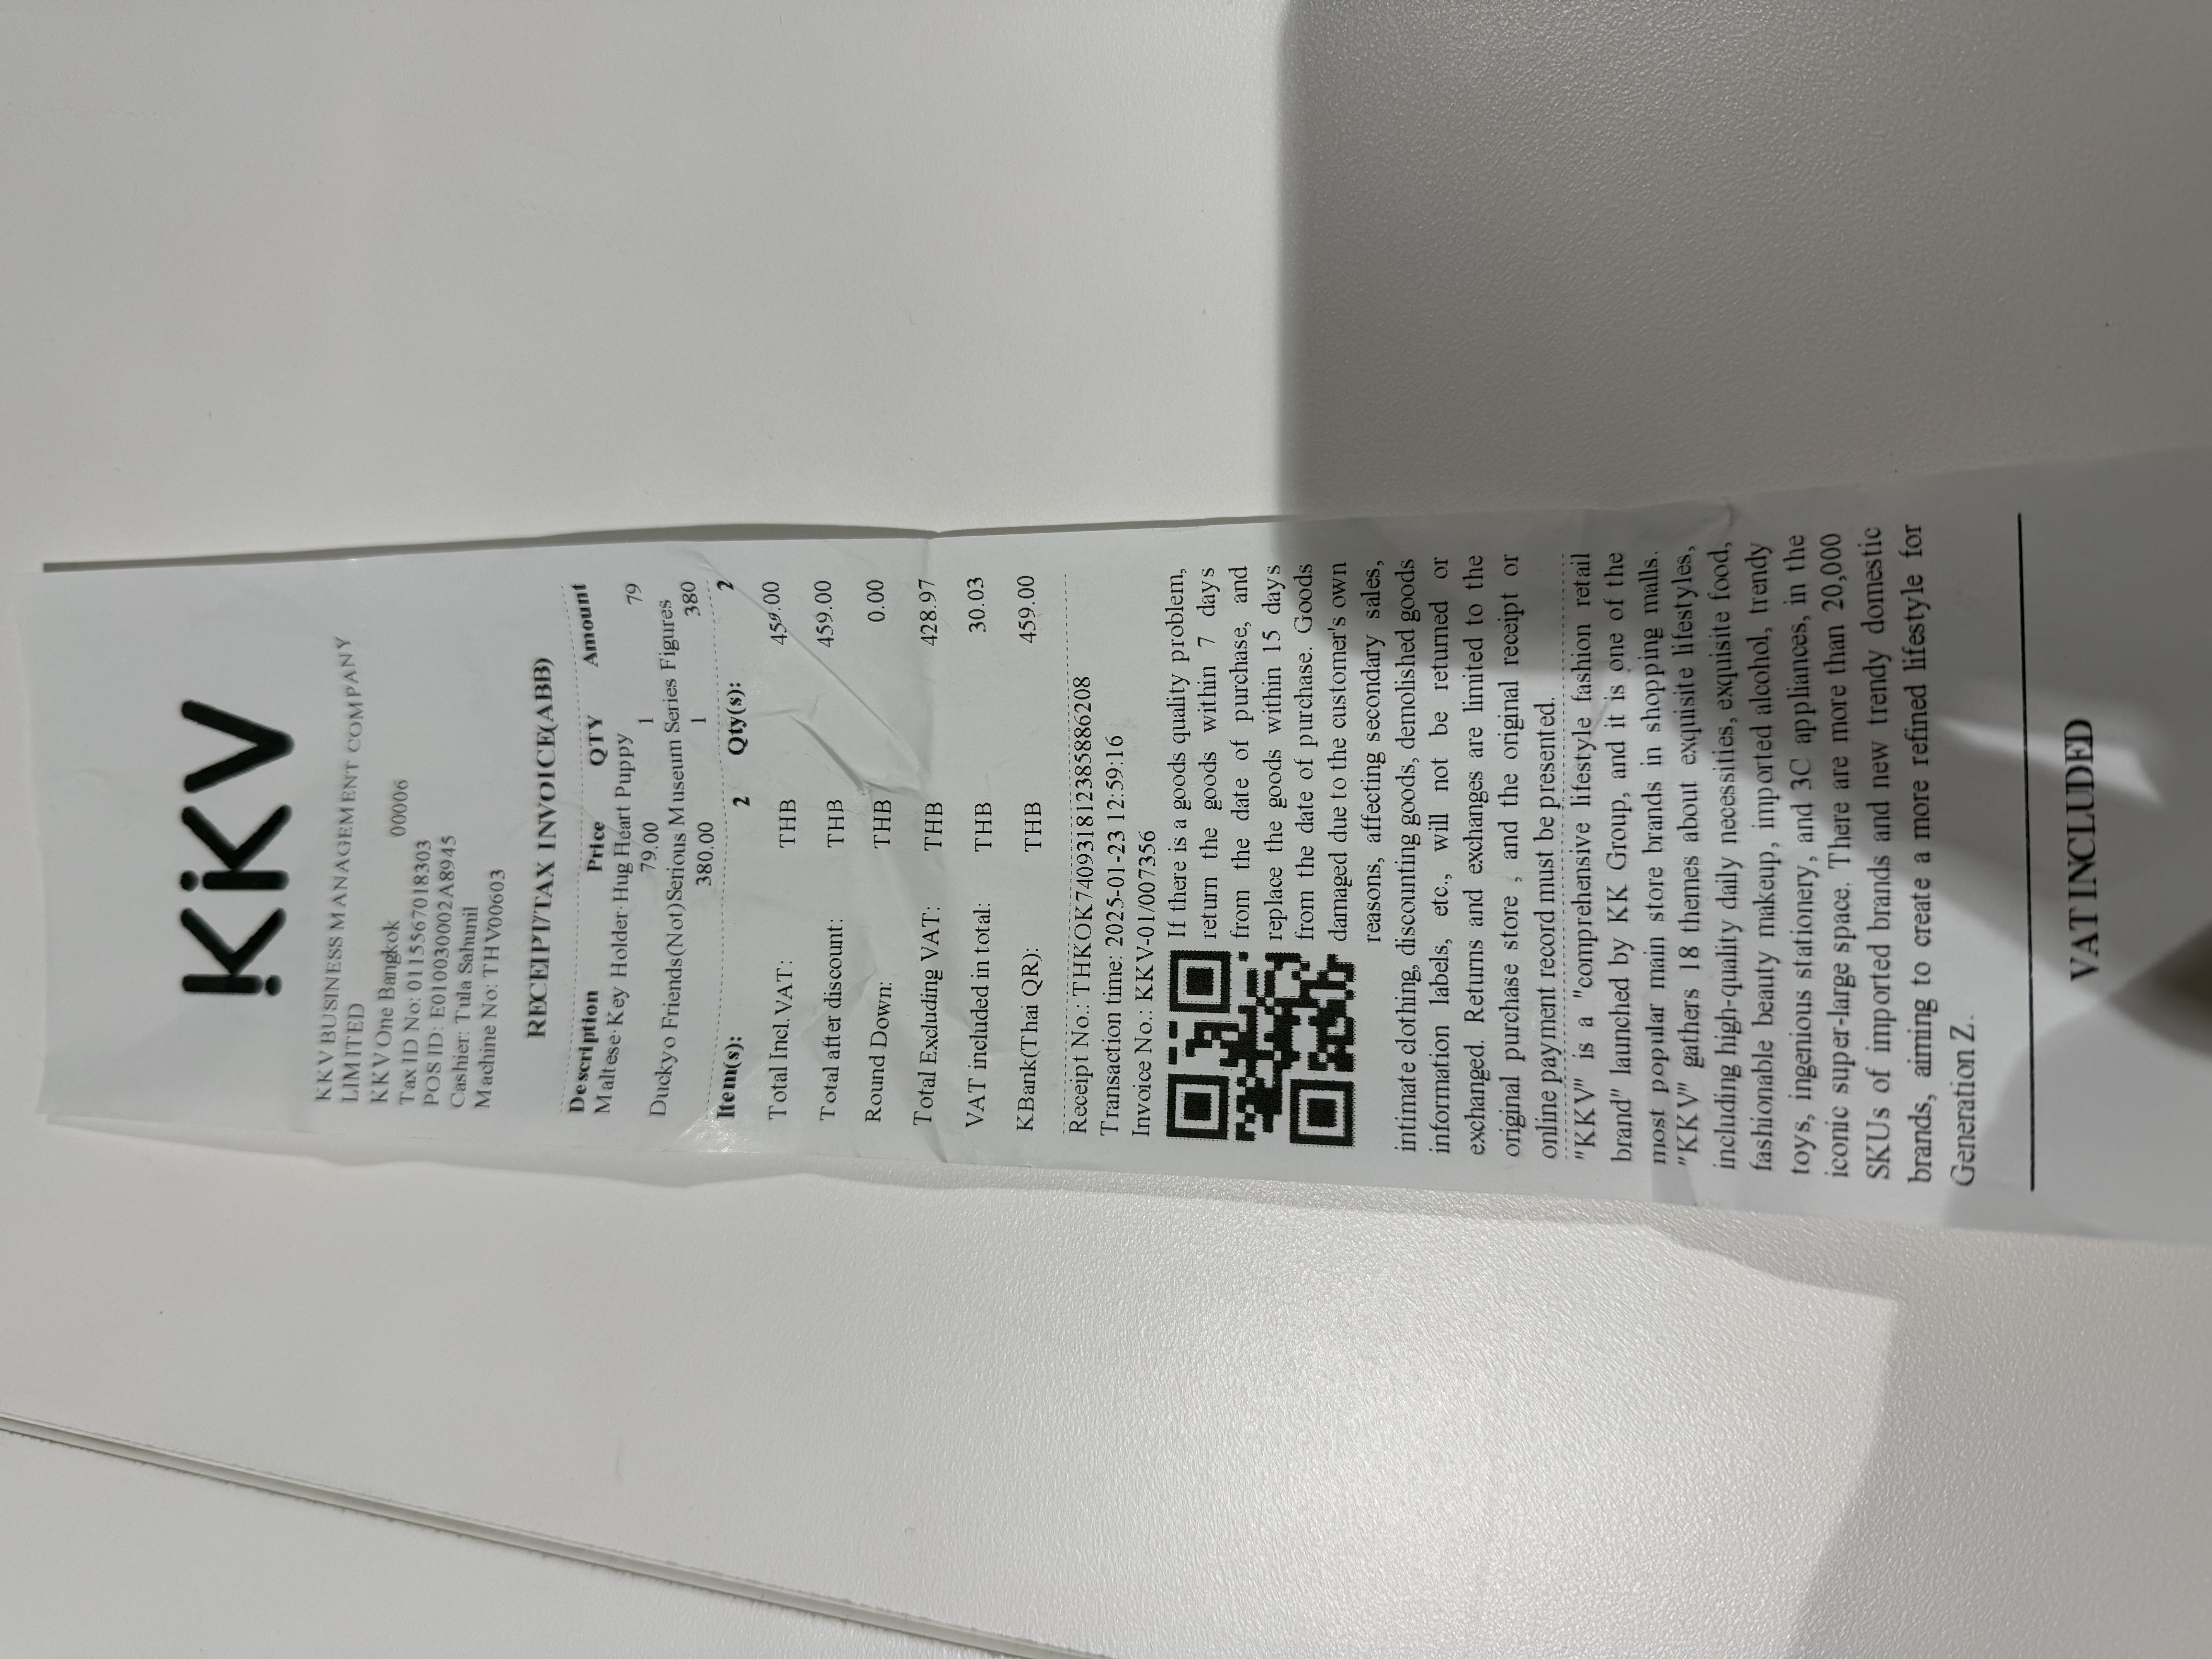 KKV
KKV BUSINESS MANAGEMENT COMPANY
LIMITED
KKV One Bangkok 00006
Tax ID No: 0115567018303
POS ID: E010030002A8945
Cashier: Tula Sahunil
Machine No: THV00603
RECEIPT/TAX INVOICE(ABB)
Description Price QTY Amount
Maltese·Key Holder·Hug Heart Puppy
79.00 1 79
Duckyo Friends(Not)Serious Museum Series Figures
380.00 1 380
Item(s): 2 Qty(s): 2
Total Incl.VAT: THB 459.00
Total after discount: THB 459.00
Round Down: THB 0.00
Total Excluding VAT: THB 428.97
VAT included in total: THB 30.03
KBank(Thai QR): THB 459.00
Receipt No.: THKOK740931812385886208
Transaction time: 2025-01-23 12:59:16
Invoice No.: KKV-01/007356
If there is a goods quality problem,
return the goods within 7 days
from the date of purchase, and
replace the goods within 15 days
from the date of purchase. Goods
damaged due to the customer's own
reasons, affecting secondary sales,
intimate clothing, discounting goods, demolished goods
information labels, etc., will not be returned or
exchanged. Returns and exchanges are limited to the
original purchase store , and the original receipt or
online payment record must be presented.
"KKV" is a "comprehensive lifestyle fashion retail
brand" launched by KK Group, and it is one of the
most popular main store brands in shopping malls.
"KKV" gathers 18 themes about exquisite lifestyles,
including high-quality daily necessities, exquisite food,
fashionable beauty makeup, imported alcohol, trendy
toys, ingenious stationery, and 3C appliances, in the
iconic super-large space. There are more than 20,000
SKUs of imported brands and new trendy domestic
brands, aiming to create a more refined lifestyle for
Generation Z.
VAT INCLUDED